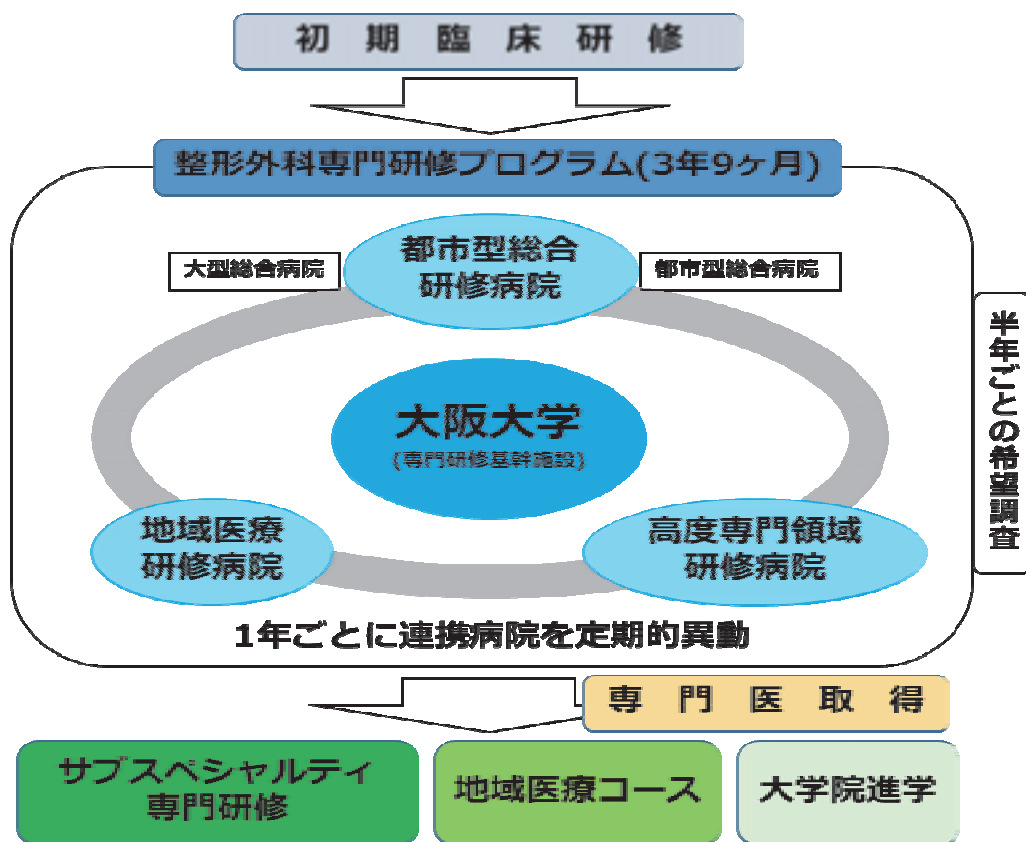 初期臨床研修
整形外科専門研修プログラム(3年9ヶ月)
大型総合病院
都市型総合
研修病院
都市型総合病院
大阪大学
(専門研修基幹施設)
地域医療
研修病院
高度専門領域
研修病院
1年ごとに連携病院を定期的異動
半年ごとの希望調査
専門医取得
サブスペシャルティ
専門研修
地域医療コース
大学院進学